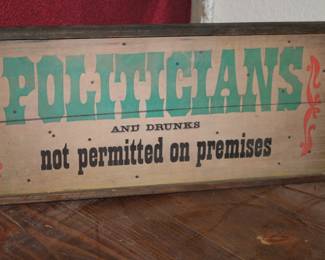 POLITICIANS
AND DRUNKS
not permitted on premises